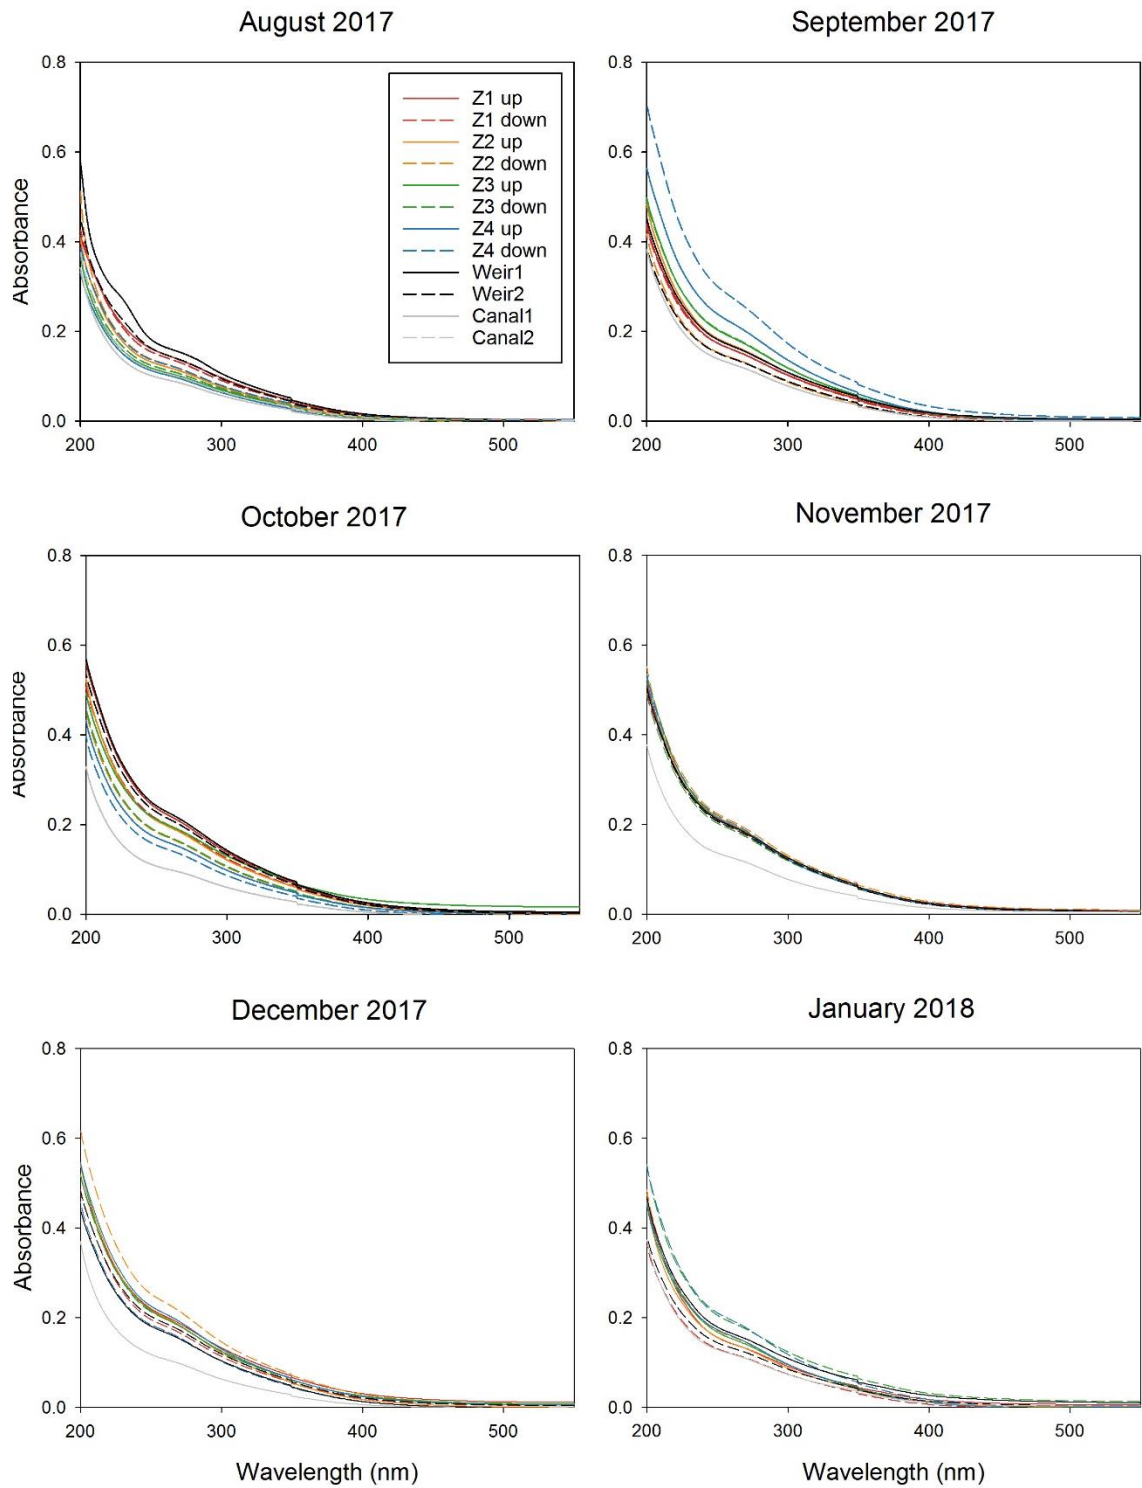 August 2017
September 2017
0.8
0.6
0.4
0.2
0.0
Absorbance
200
300
400
500
Z1 up
Z1 down
Z2 up
Z2 down
Z3 up
Z3 down
Z4 up
Z4 down
Weir1
Weir2
Canal1
Canal2
0.8
0.6
0.4
0.2
0.0
200
300
400
500
October 2017
November 2017
0.8
0.6
0.4
0.2
0.0
Absorbance
200
300
400
500
0.8
0.6
0.4
0.2
0.0
200
300
400
500
December 2017
January 2018
0.8
0.6
0.4
0.2
0.0
Absorbance
200
300
400
500
Wavelength (nm)
0.8
0.6
0.4
0.2
0.0
200
300
400
500
Wavelength (nm)